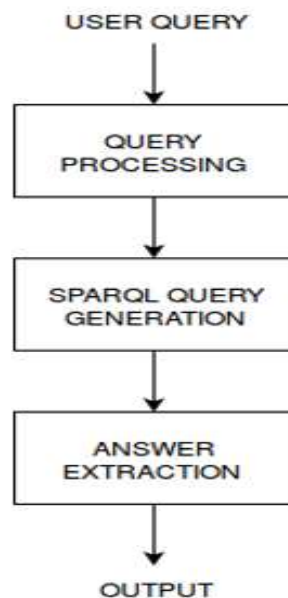 USER QUERY
QUERY
PROCESSING
SPARQL QUERY
GENERATION
ANSWER
EXTRACTION
OUTPUT